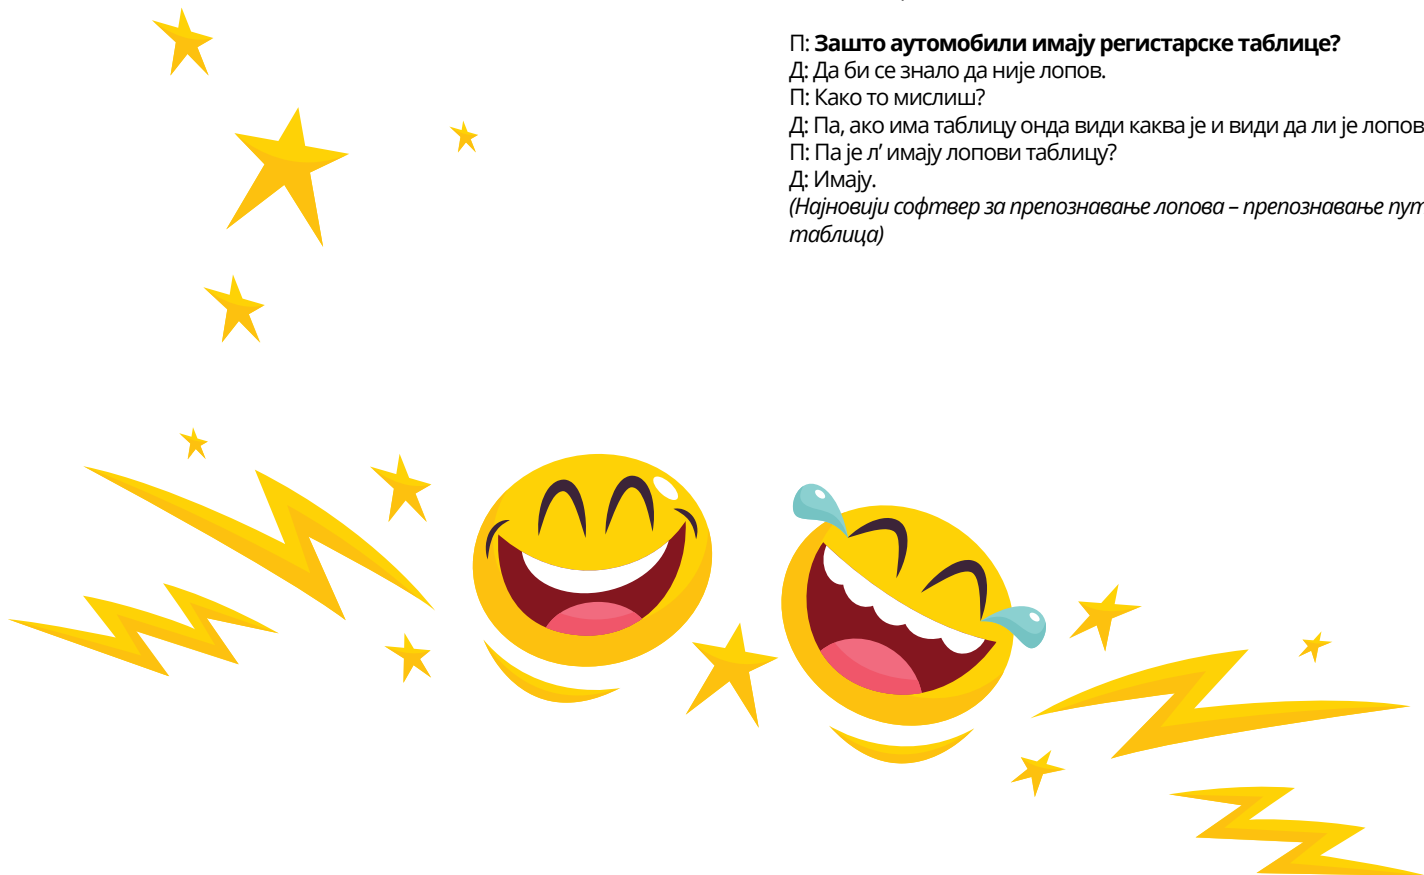 П: Зашто аутомобили имају регистарске таблице?
Д: Да би се знало да није лопов.
П: Како то мислиш?
Д: Па, ако има таблицу онда види каква је и види да ли је лопов
П: Па је л’ имају лопови таблицу?
Д: Имају.
(Најновији софтвер за препознавање лопова – препознавање
таблица)